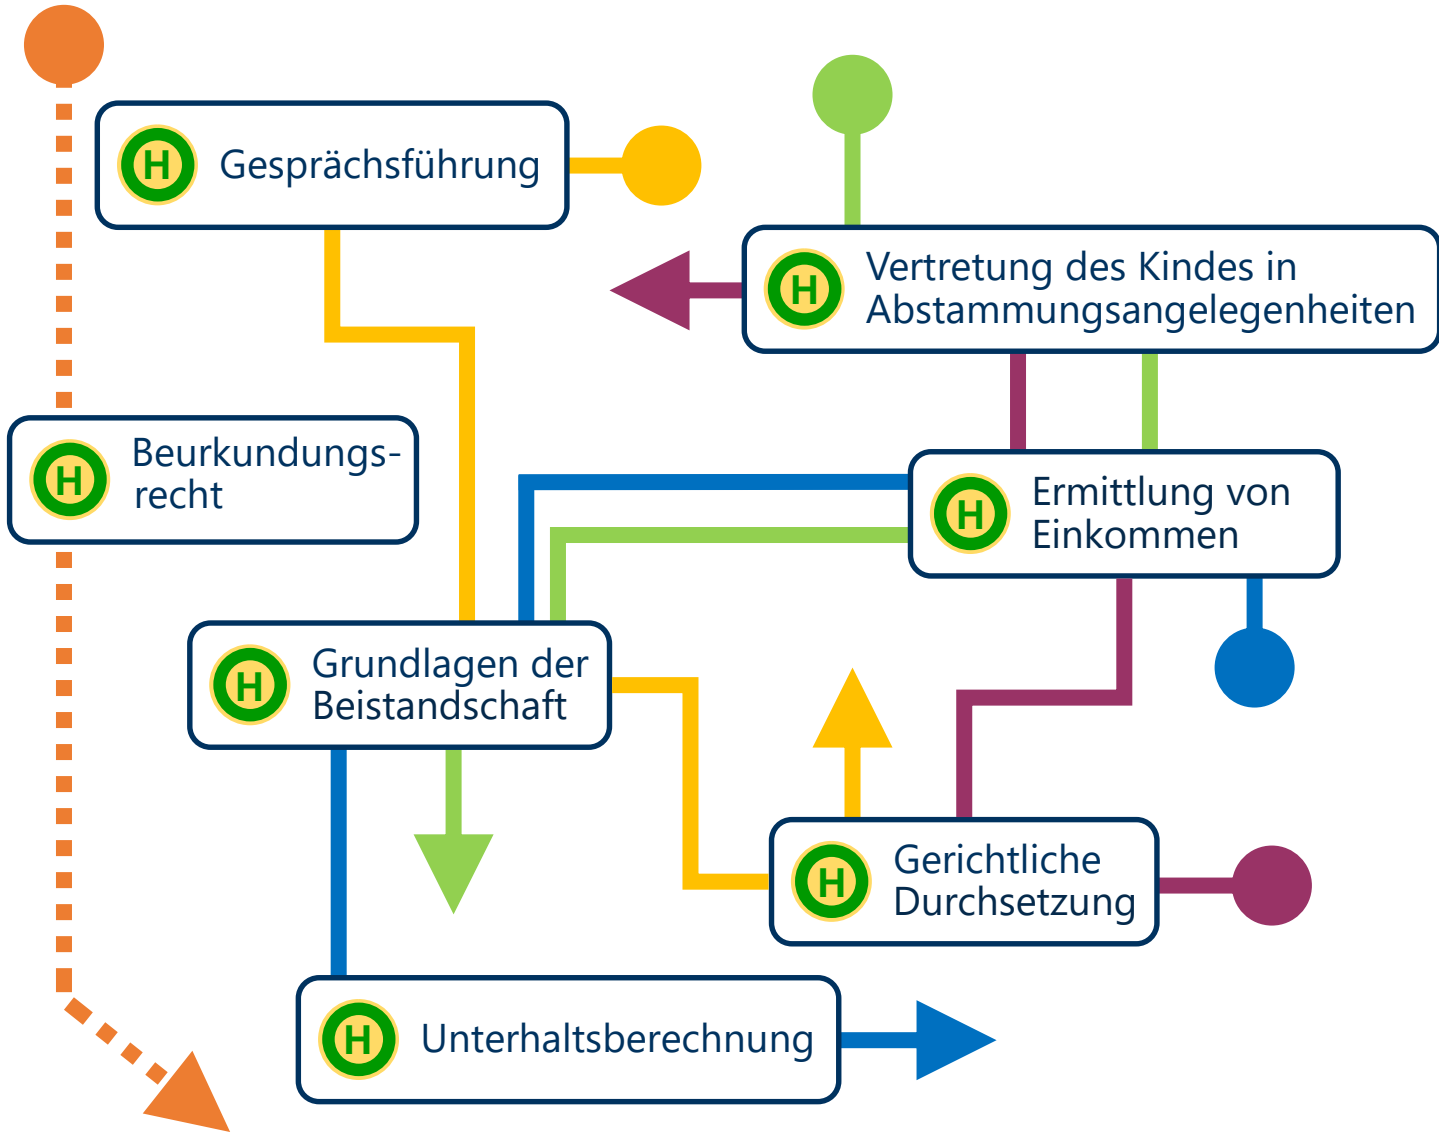 H
Gesprächsführung
H
Vertretung des Kindes in
Abstammungsangelegenheiten
H
Beurkundungs-
recht
H
Ermittlung von
Einkommen
H
Grundlagen der
Beistandschaft
H
Gerichtliche
Durchsetzung
H
Unterhaltsberechnung